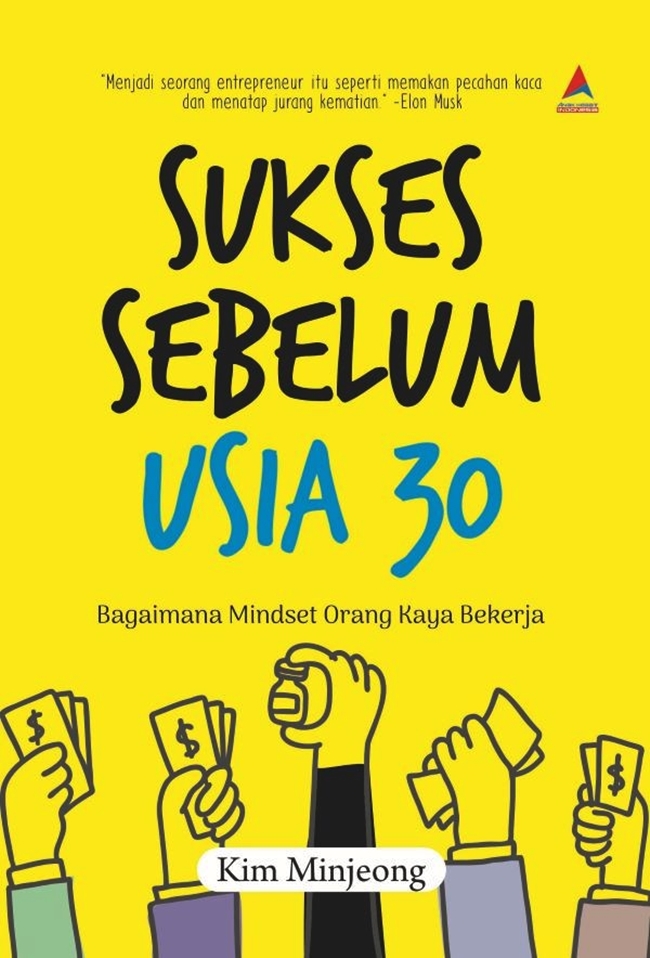 "Menjadi seorang entrepreneur itu seperti memakan pecahan kaca
dan menatap jurang kematian." -Elon Musk
SUKSES
SEBELUM
USIA 30
Bagaimana Mindset Orang Kaya Bekerja
$
$
$
Kim Minjeong